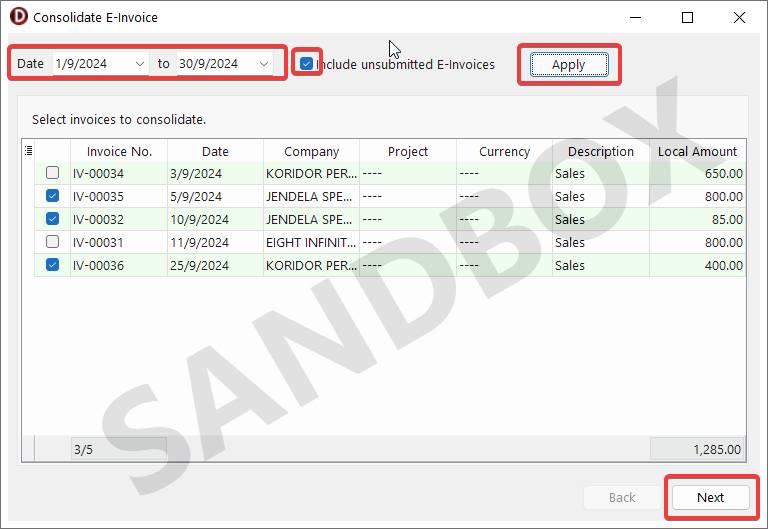 Consolidate E-Invoice
Date 1/9/2024 to 30/9/2024 Include unsubmitted E-Invoices Apply
Select invoices to consolidate.
Invoice No. Date Company Project Currency Description Local Amount
IV-00034 3/9/2024 KORIDOR PER... ---- ---- Sales 650.00
IV-00035 5/9/2024 JENDELA SPE... ---- ---- Sales 800.00
IV-00032 10/9/2024 JENDELA SPE... ---- ---- Sales 85.00
IV-00031 11/9/2024 EIGHT INFINIT... ---- ---- Sales 800.00
IV-00036 25/9/2024 KORIDOR PER... ---- ---- Sales 400.00
SANDBOX
3/5 1,285.00
Back Next